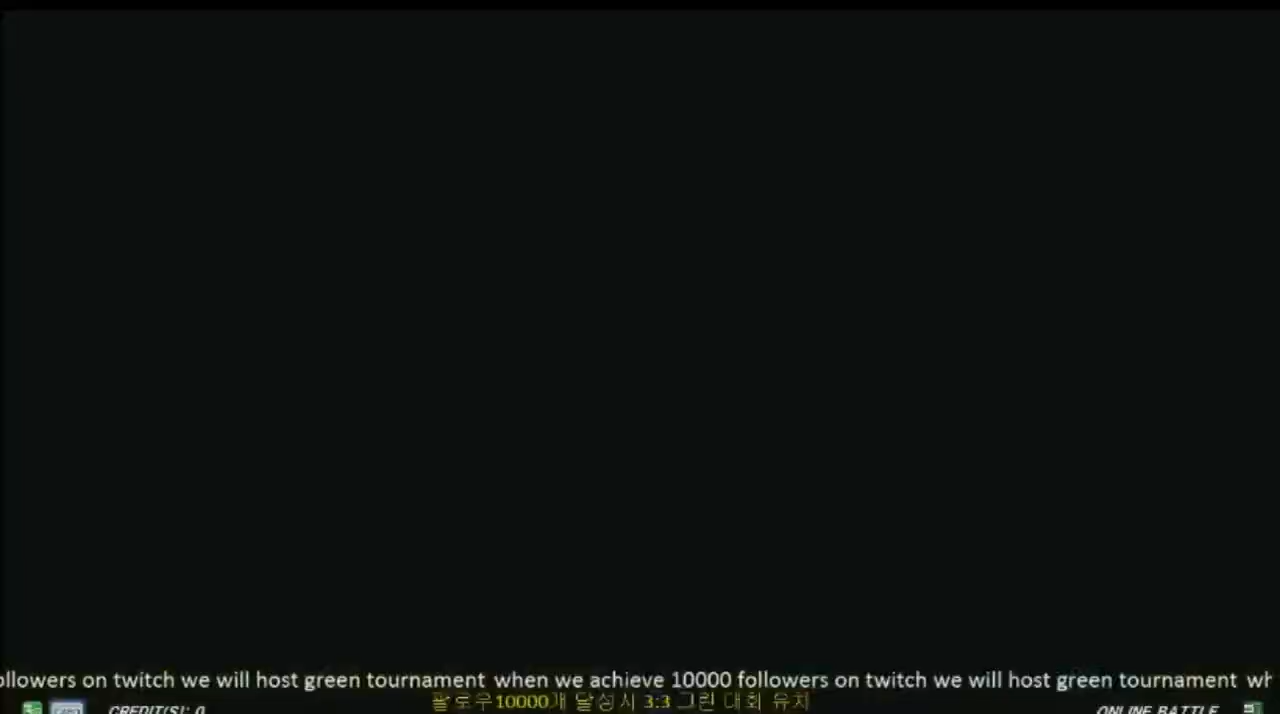 ollowers on twitch we will host green tournament when we achieve 10000 followers on twitch we will host green tournament wh
팔로우10000개 달성시 3:3 그린 대회 유치
CREDIT(S): 0 ONLINE BATTLE